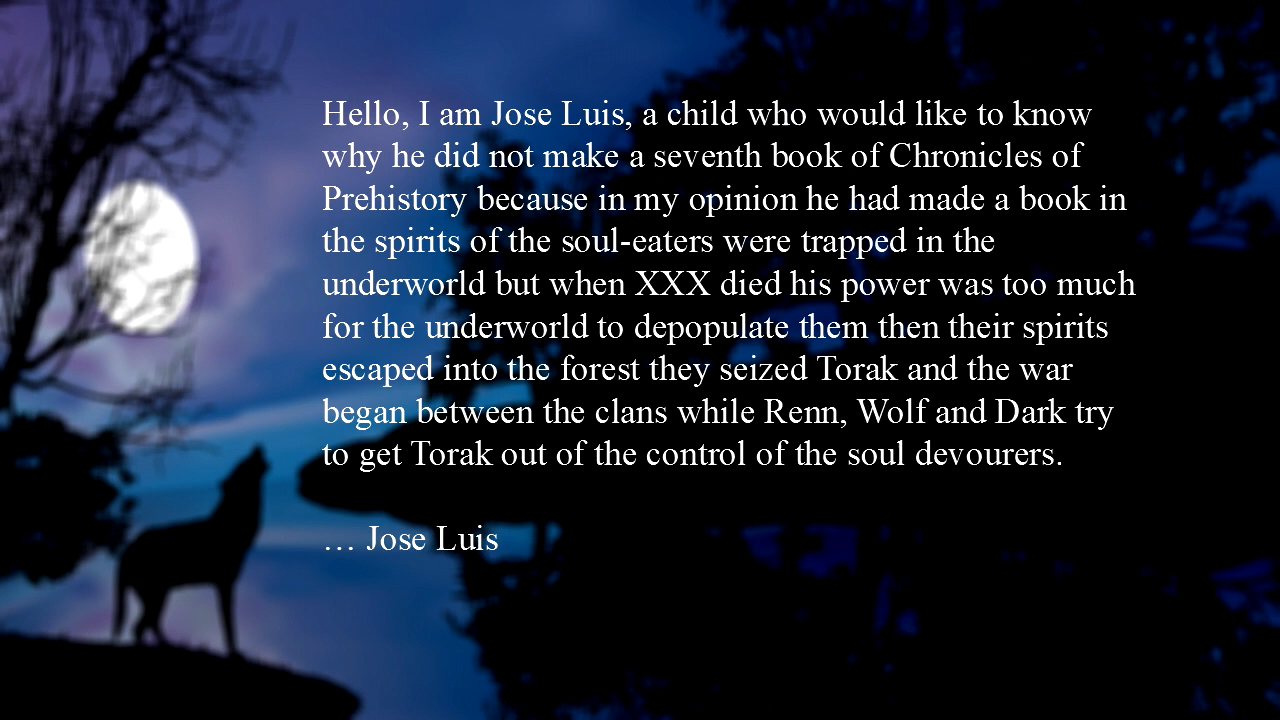 Hello, I am Jose Luis, a child who would like to know
why he did not make a seventh book of Chronicles of
Prehistory because in my opinion he had made a book in
the spirits of the soul-eaters were trapped in the
underworld but when XXX died his power was too much
for the underworld to depopulate them then their spirits
escaped into the forest they seized Torak and the war
began between the clans while Renn, Wolf and Dark try
to get Torak out of the control of the soul devourers.
… Jose Luis